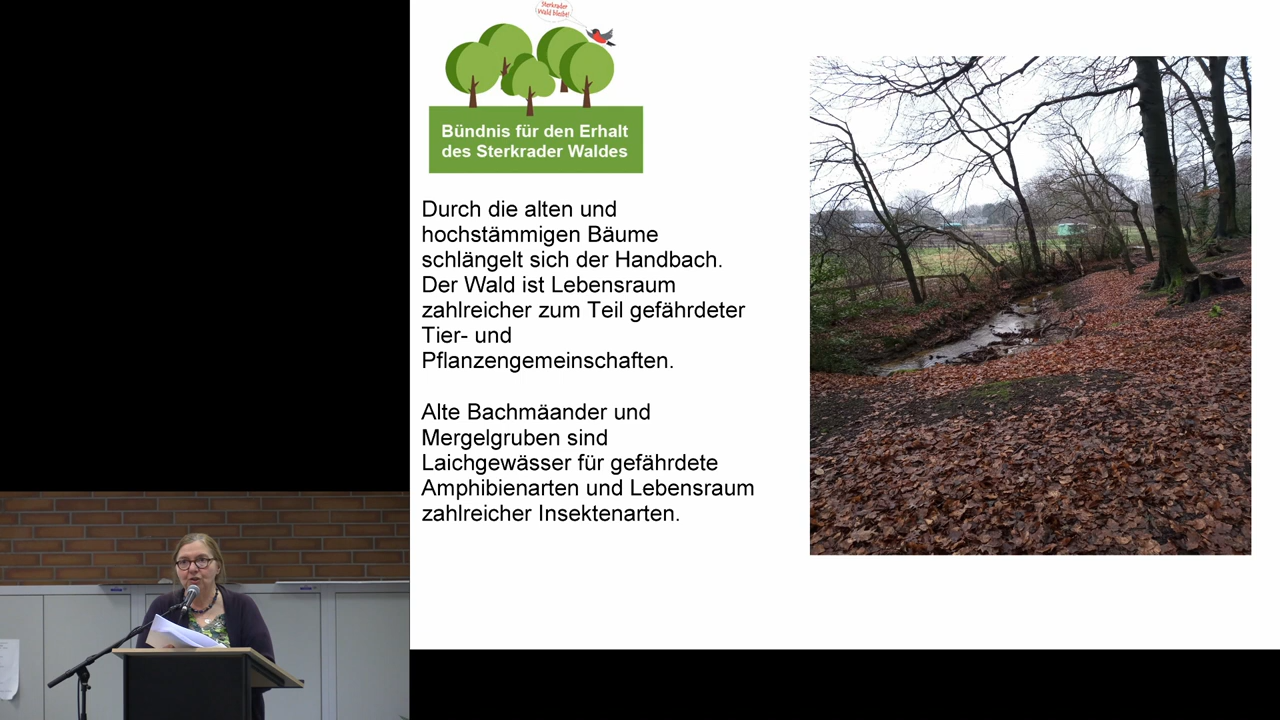 Sterkrader
Wald bleibt!
Bündnis für den Erhalt
des Sterkrader Waldes
Durch die alten und
hochstämmigen Bäume
schlängelt sich der Handbach.
Der Wald ist Lebensraum
zahlreicher zum Teil gefährdeter
Tier- und
Pflanzengemeinschaften.
Alte Bachmäander und
Mergelgruben sind
Laichgewässer für gefährdete
Amphibienarten und Lebensraum
zahlreicher Insektenarten.